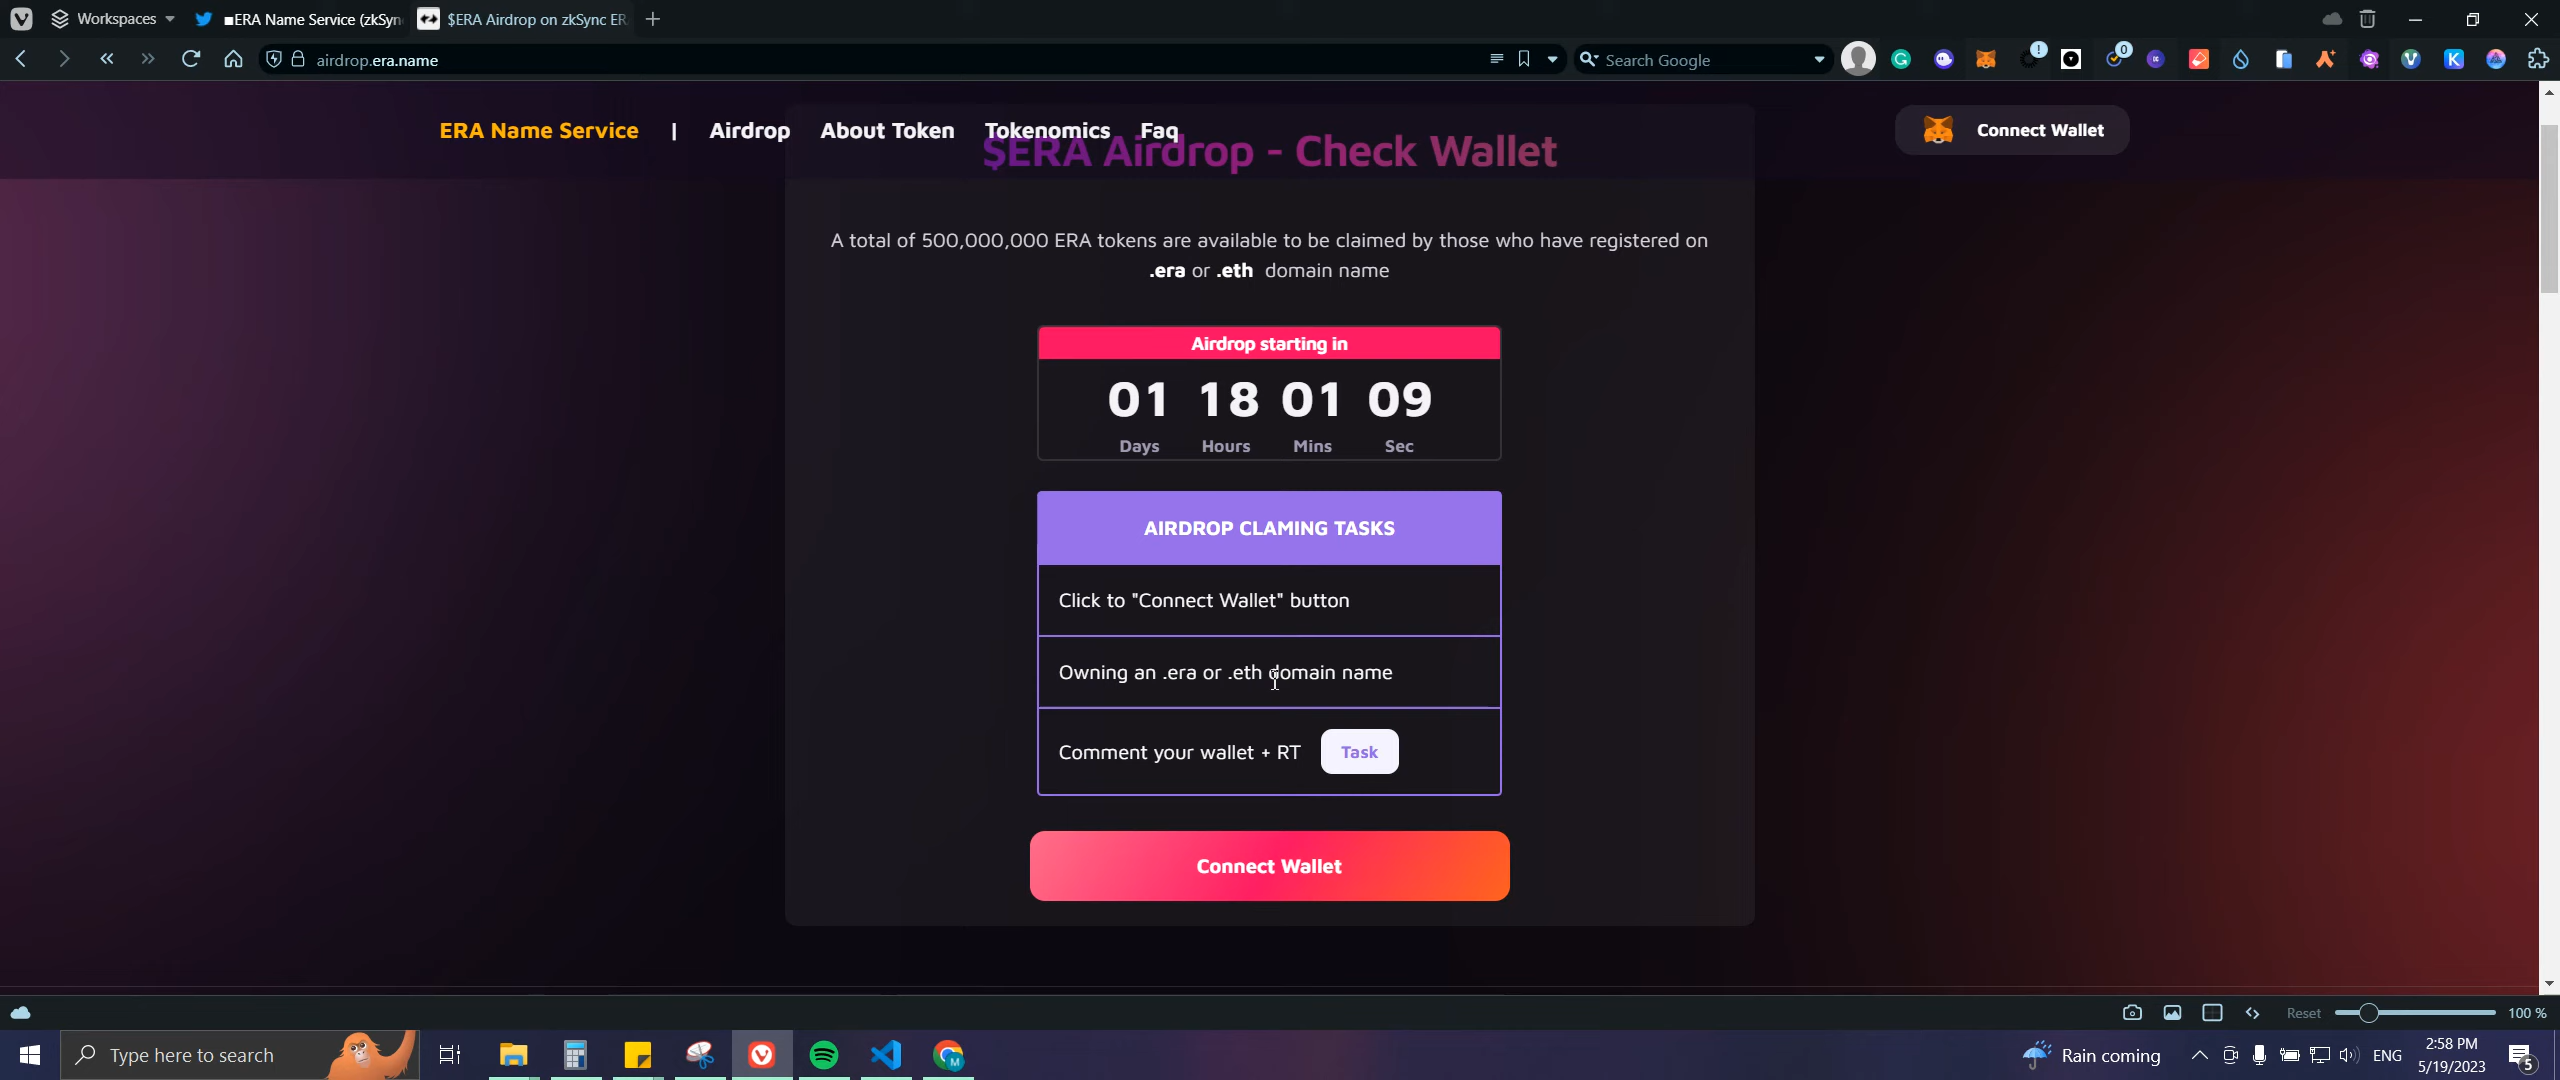 Workspaces
■ERA Name Service (zkSyn
$ERA Airdrop on zkSync ER
airdrop.era.name
Search Google
!
0
ERA Name Service | Airdrop About Token Tokenomics Faq
Connect Wallet
$ERA Airdrop - Check Wallet
A total of 500,000,000 ERA tokens are available to be claimed by those who have registered on
.era or .eth domain name
Airdrop starting in
01 18 01 09
Days Hours Mins Sec
AIRDROP CLAMING TASKS
Click to "Connect Wallet" button
Owning an .era or .eth domain name
Comment your wallet + RT Task
Connect Wallet
Reset 100 %
Type here to search
Rain coming
ENG
2:58 PM
5/19/2023
5